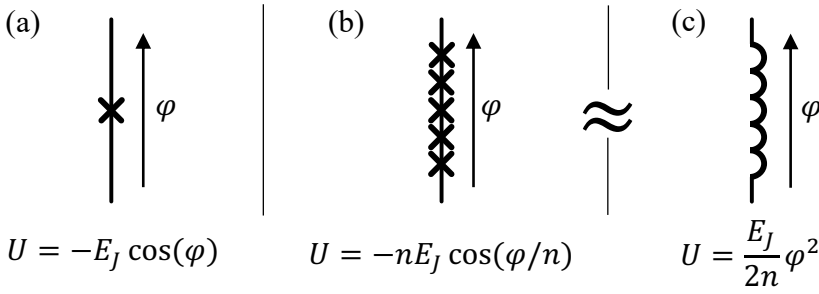 (a)
φ
U = −E_J cos(φ)
(b)
φ
≈
U = −nE_J cos(φ/n)
(c)
φ
U = E_J/2n φ²